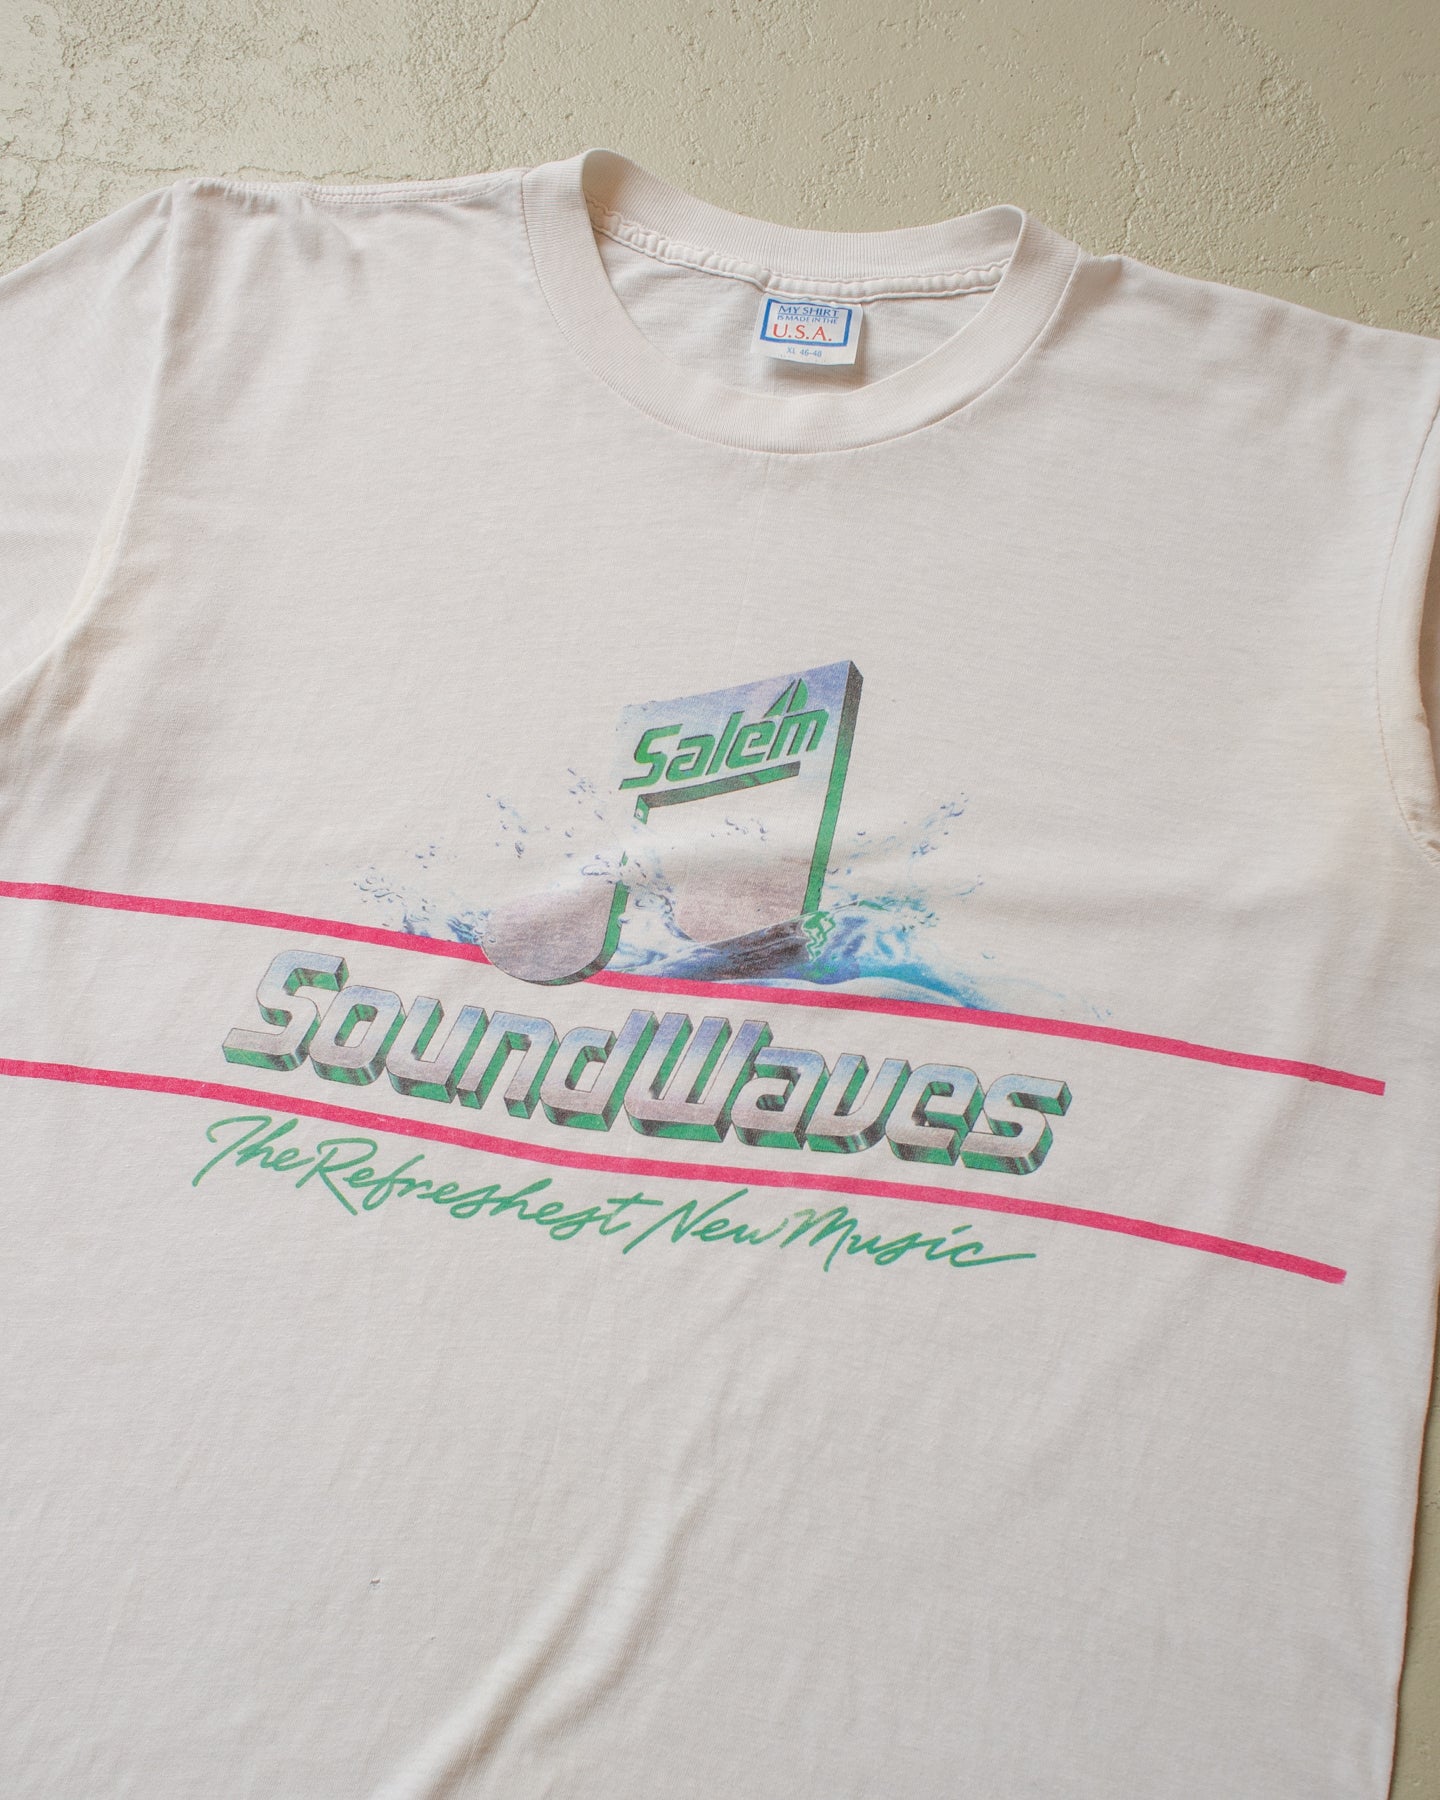 MY SHIRT
IS MADE IN THE
U.S.A.
XL 46-48
Salem
SoundWaves
The Refreshest New Music